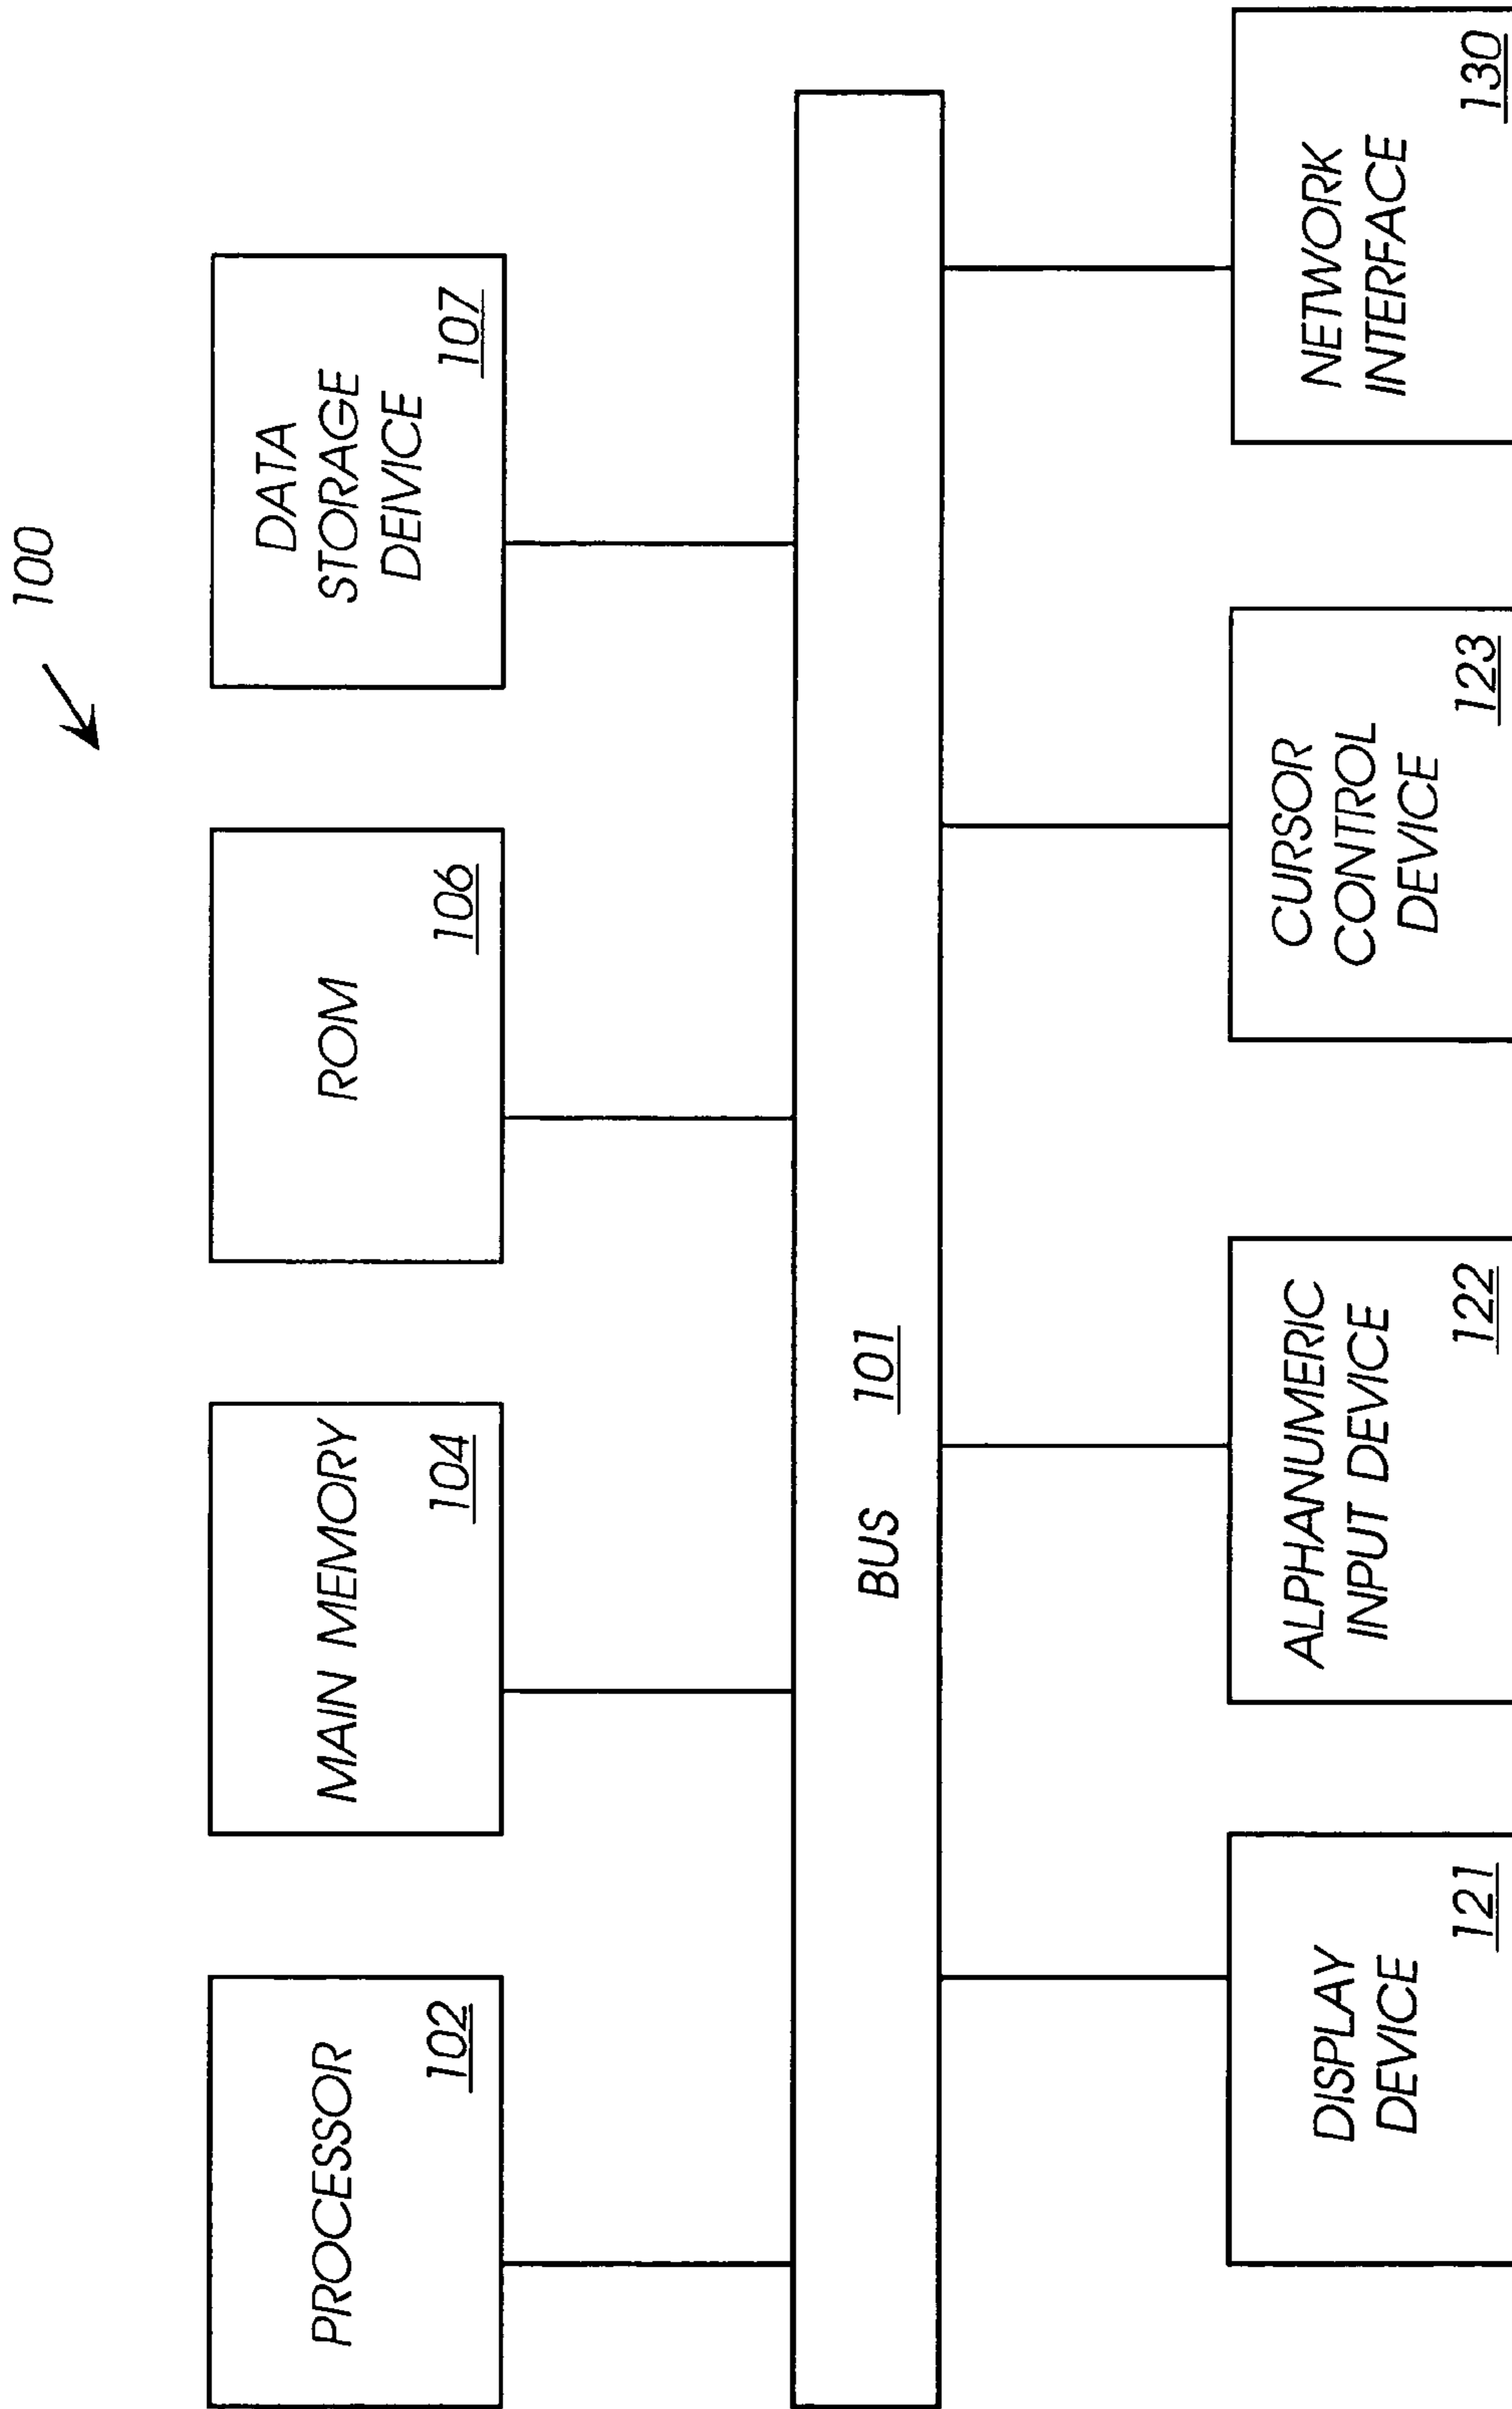 100
PROCESSOR
102
MAIN MEMORY
104
ROM
106
DATA
STORAGE
DEIVICE
107
BUS 101
DISPLAY
DEVICE
121
ALPHANUMERIC
INPUT DEVICE
122
CURSOR
CONTROL
DEVICE
123
NETWORK
INTERFACE
130